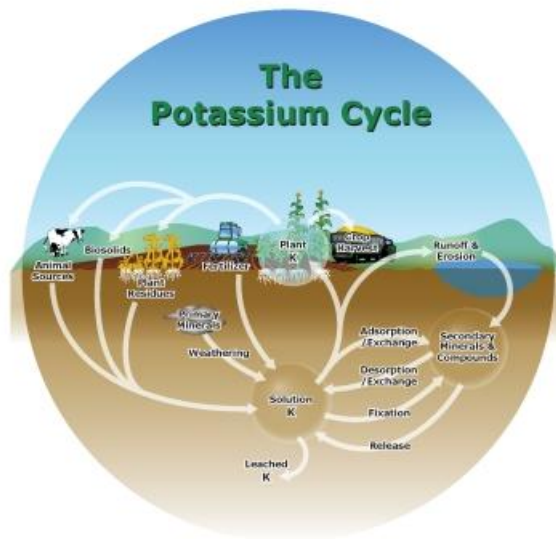 The
Potassium Cycle
Animal
Sources
Biosolids
Plant
Residues
Fertilizer
Plant
K
Crop
Harvest
Runoff &
Erosion
Primary
Minerals
Weathering
Adsorption
/Exchange
Secondary
Minerals &
Compounds
Desorption
/Exchange
Solution
K
Fixation
Release
Leached
K